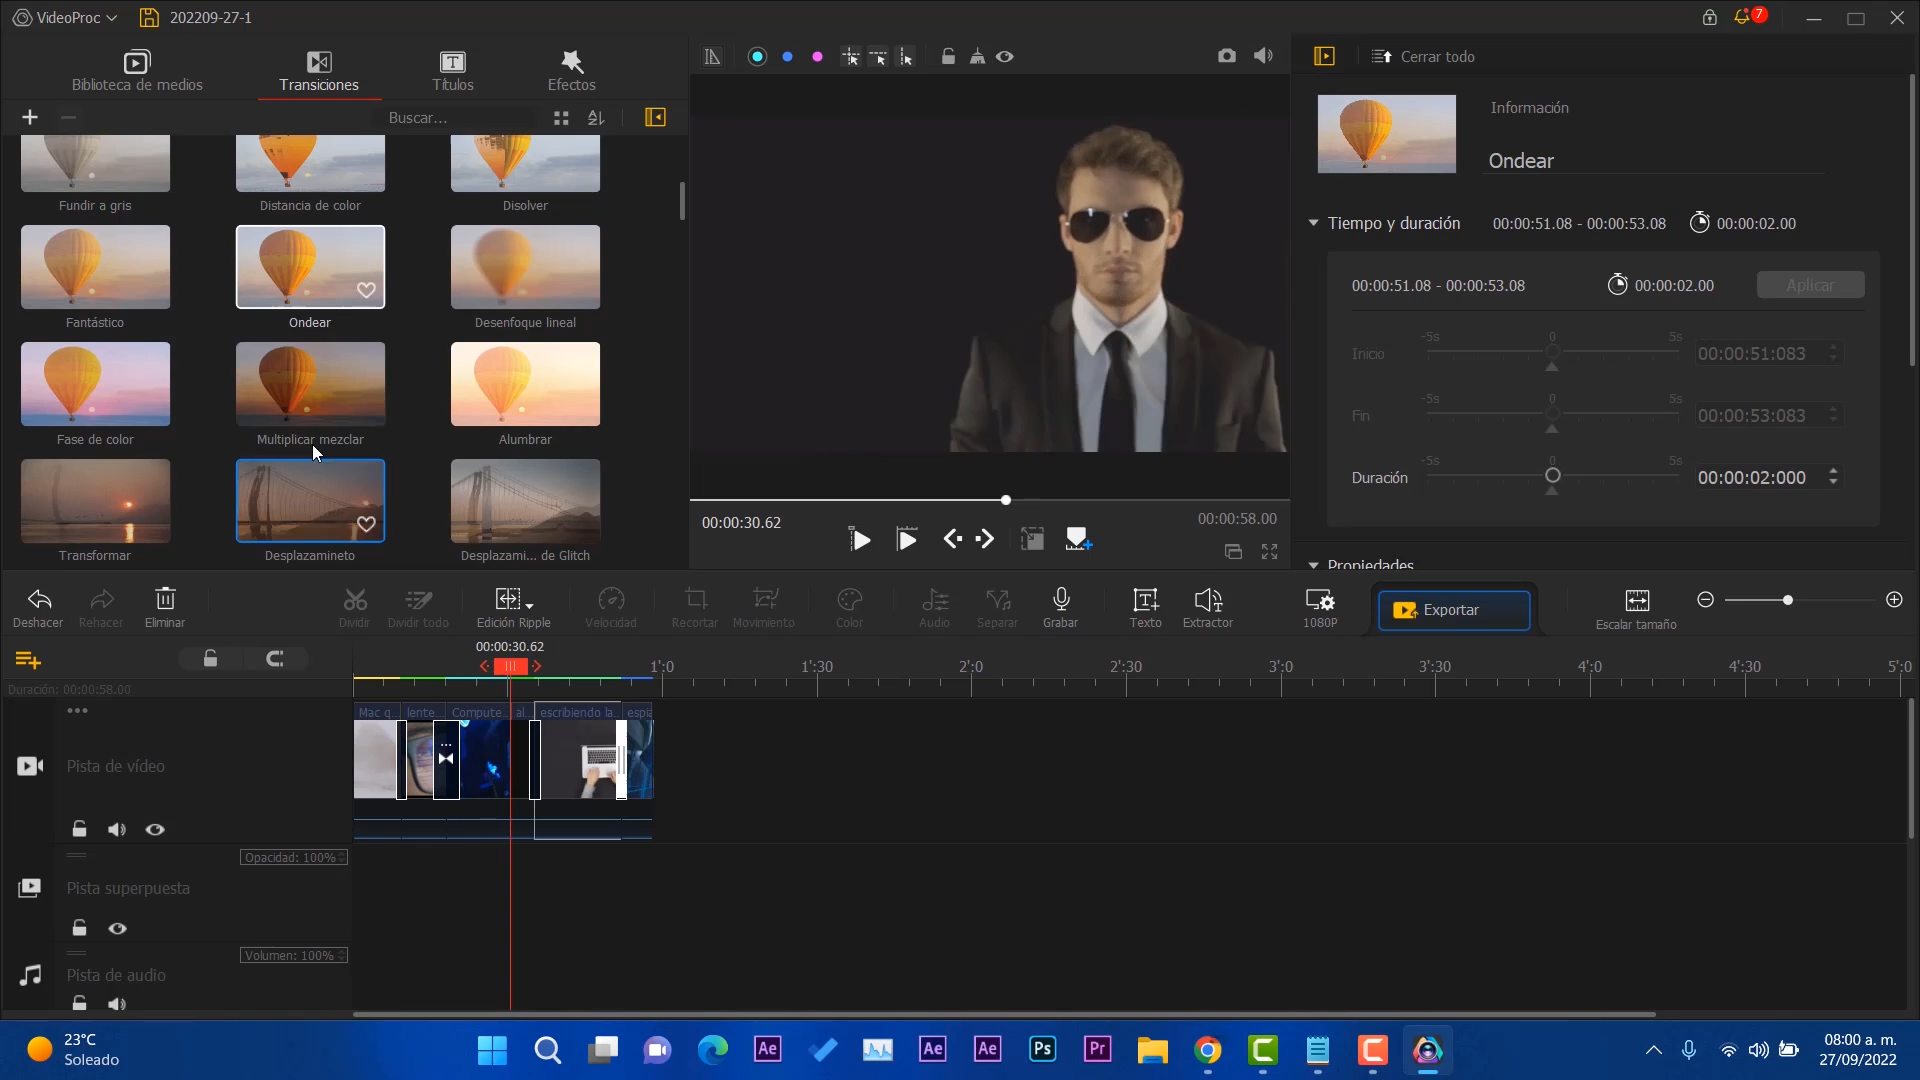 VideoProc
202209-27-1
7
Biblioteca de medios
Transiciones
Títulos
Efectos
Buscar...
Cerrar todo
Información
Ondear
Fundir a gris
Distancia de color
Disolver
Fantástico
Ondear
Desenfoque lineal
Fase de color
Multiplicar mezclar
Alumbrar
Transformar
Desplazamineto
Desplazami... de Glitch
Tiempo y duración
00:00:51.08 - 00:00:53.08
00:00:02.00
00:00:51.08 - 00:00:53.08
00:00:02.00
Aplicar
-5s 0 5s
Inicio
00:00:51:083
-5s 0 5s
Fin
00:00:53:083
-5s 0 5s
Duración
00:00:02:000
Propiedades
00:00:30.62
00:00:58.00
Deshacer
Rehacer
Eliminar
Dividir
Dividir todo
Edición Ripple
Velocidad
Recortar
Movimiento
Color
Audio
Separar
Grabar
Texto
Extractor
1080P
Exportar
Escalar tamaño
00:00:30.62
1':0 1':30 2':0 2':30 3':0 3':30 4':0 4':30 5':0
Duración: 00:00:58.00
Mac q... lente... Compute... al... escribiendo la... espia
Pista de vídeo
Opacidad: 100%
Pista superpuesta
Volumen: 100%
Pista de audio
23°C
Soleado
Ae
Ae
Ae
Ps
Pr
08:00 a. m.
27/09/2022